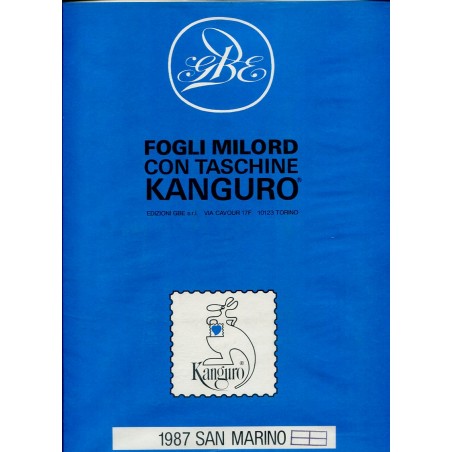 GBE
FOGLI MILORD
CON TASCHINE
KANGURO®
EDIZIONI GBE s.r.l. VIA CAVOUR 17F 10123 TORINO
Kanguro®
1987 SAN MARINO